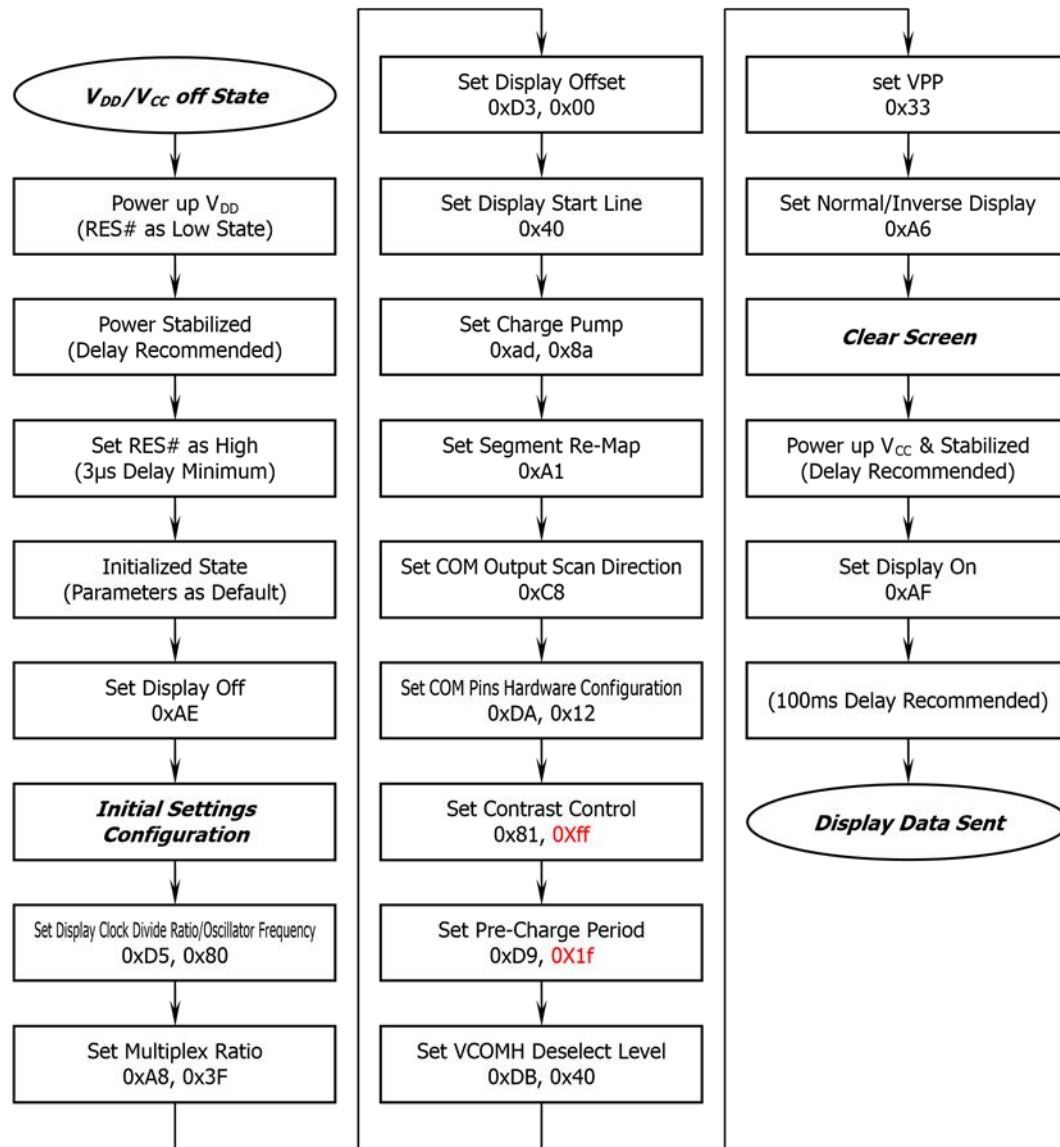 V_DD/V_CC off State
Power up V_DD
(RES# as Low State)
Power Stabilized
(Delay Recommended)
Set RES# as High
(3μs Delay Minimum)
Initialized State
(Parameters as Default)
Set Display Off
0xAE
Initial Settings
Configuration
Set Display Clock Divide Ratio/Oscillator Frequency
0xD5, 0x80
Set Multiplex Ratio
0xA8, 0x3F
Set Display Offset
0xD3, 0x00
Set Display Start Line
0x40
Set Charge Pump
0xad, 0x8a
Set Segment Re-Map
0xA1
Set COM Output Scan Direction
0xC8
Set COM Pins Hardware Configuration
0xDA, 0x12
Set Contrast Control
0x81, 0Xff
Set Pre-Charge Period
0xD9, 0X1f
Set VCOMH Deselect Level
0xDB, 0x40
set VPP
0x33
Set Normal/Inverse Display
0xA6
Clear Screen
Power up V_CC & Stabilized
(Delay Recommended)
Set Display On
0xAF
(100ms Delay Recommended)
Display Data Sent